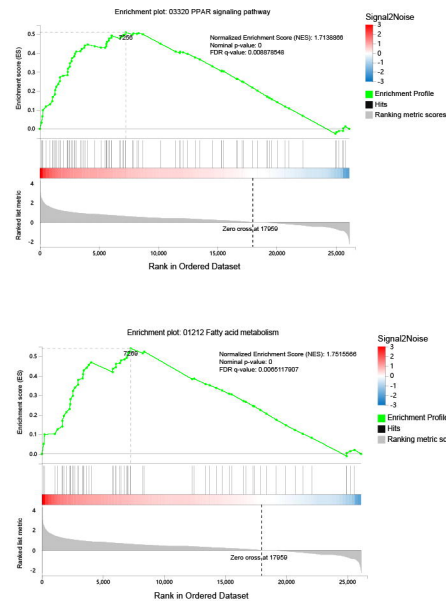 Enrichment plot: 03320 PPAR signaling pathway
Signal2Noise
3
2
1
0
-1
-2
-3
Enrichment Profile
Hits
Ranking metric scores
7256
Normalized Enrichment Score (NES): 1.7138866
Nominal p-value: 0
FDR q-value: 0.008878548
Enrichment score (ES)
0.5
0.4
0.3
0.2
0.1
0.0
Ranked list metric
4
2
0
-2
Zero cross at 17959
0
5,000
10,000
15,000
20,000
25,000
Rank in Ordered Dataset
Enrichment plot: 01212 Fatty acid metabolism
Signal2Noise
3
2
1
0
-1
-2
-3
Enrichment Profile
Hits
Ranking metric sc
7269
Normalized Enrichment Score (NES): 1.7515566
Nominal p-value: 0
FDR q-value: 0.0065117907
Enrichment score (ES)
0.5
0.4
0.3
0.2
0.1
0.0
Ranked list metric
4
2
0
-2
Zero cross at 17959
0
5,000
10,000
15,000
20,000
25,000
Rank in Ordered Dataset